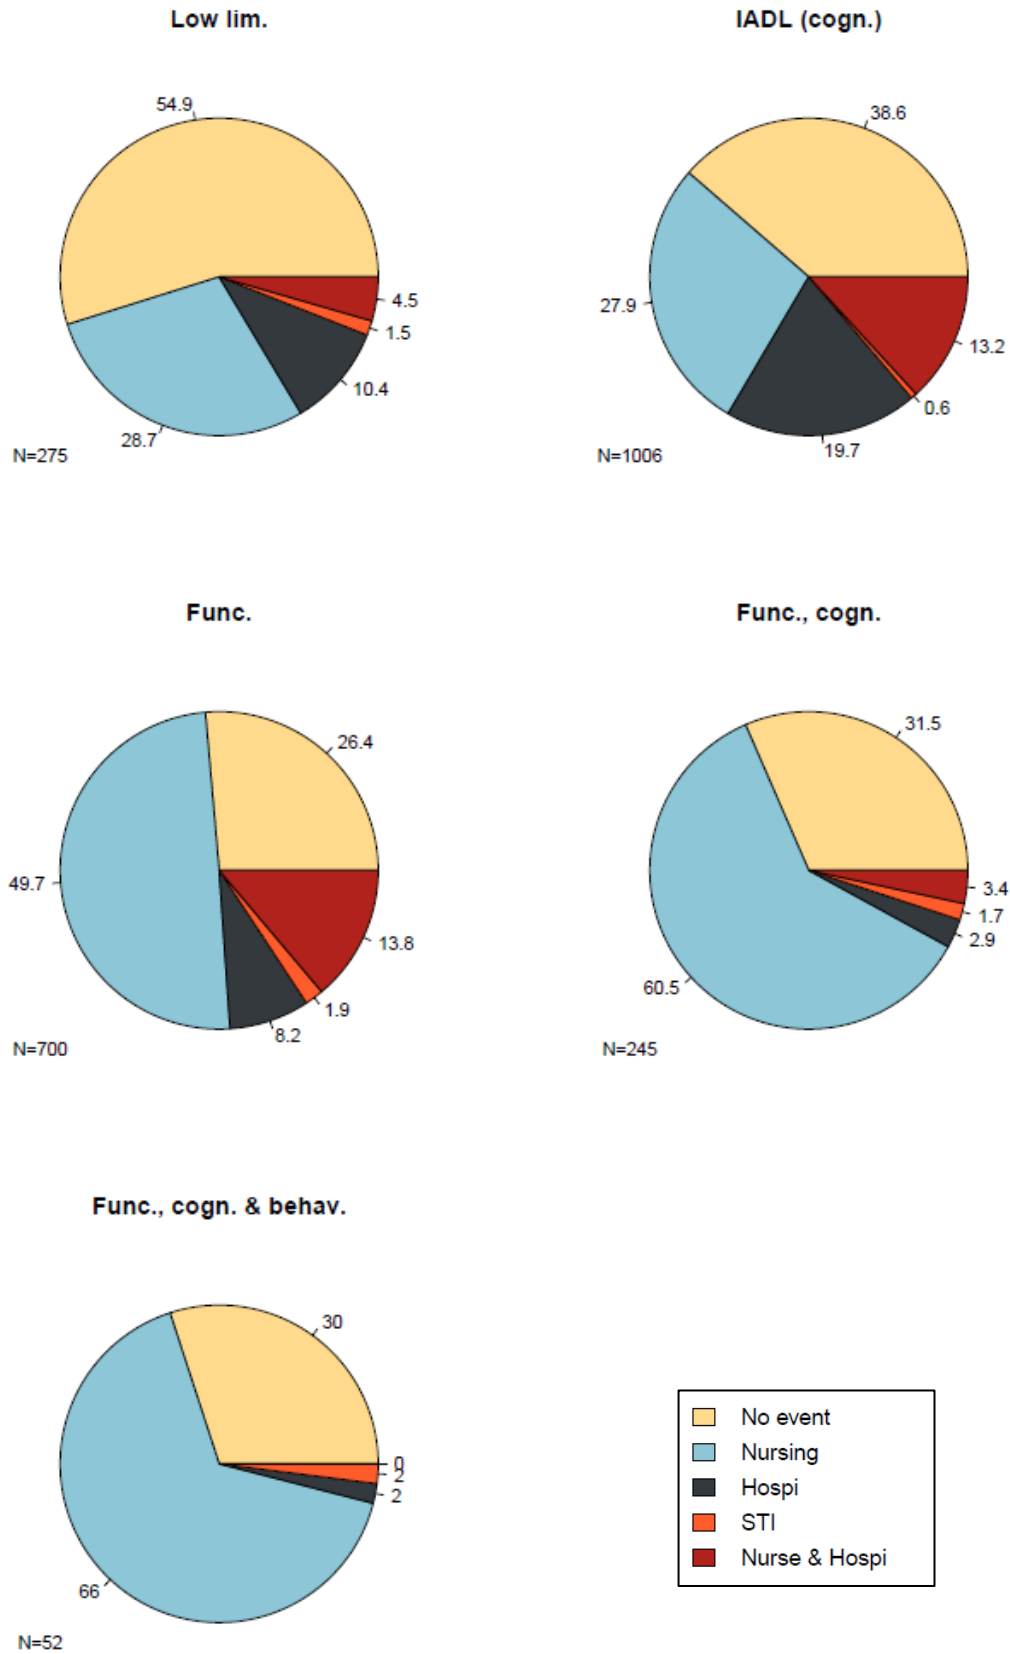 Low lim.
54.9
4.5
1.5
10.4
28.7
N=275
IADL (cogn.)
38.6
27.9
13.2
0.6
19.7
N=1006
Func.
26.4
49.7
13.8
1.9
8.2
N=700
Func., cogn.
31.5
3.4
1.7
2.9
60.5
N=245
Func., cogn. & behav.
30
0
2
2
66
N=52
No event
Nursing
Hospi
STI
Nurse & Hospi